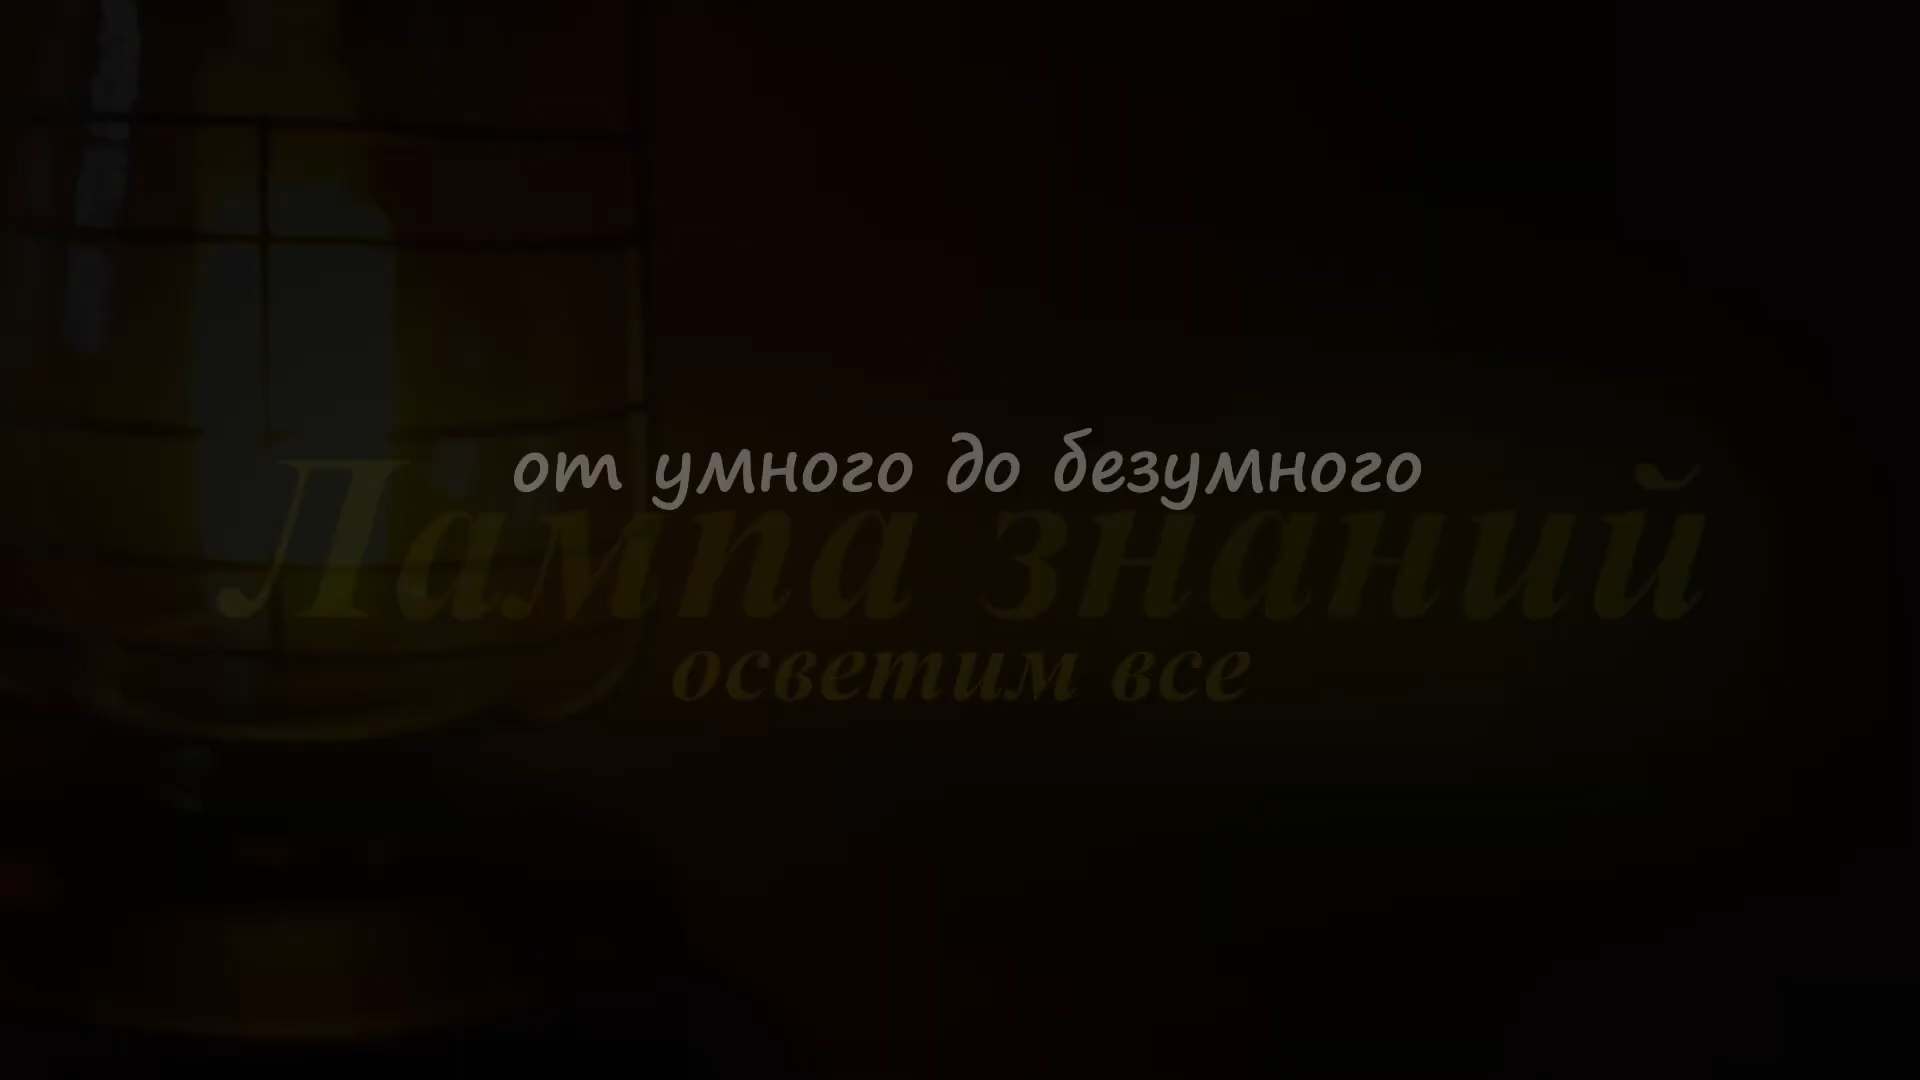 от умного до безумного
Лампа знаний
осветим все